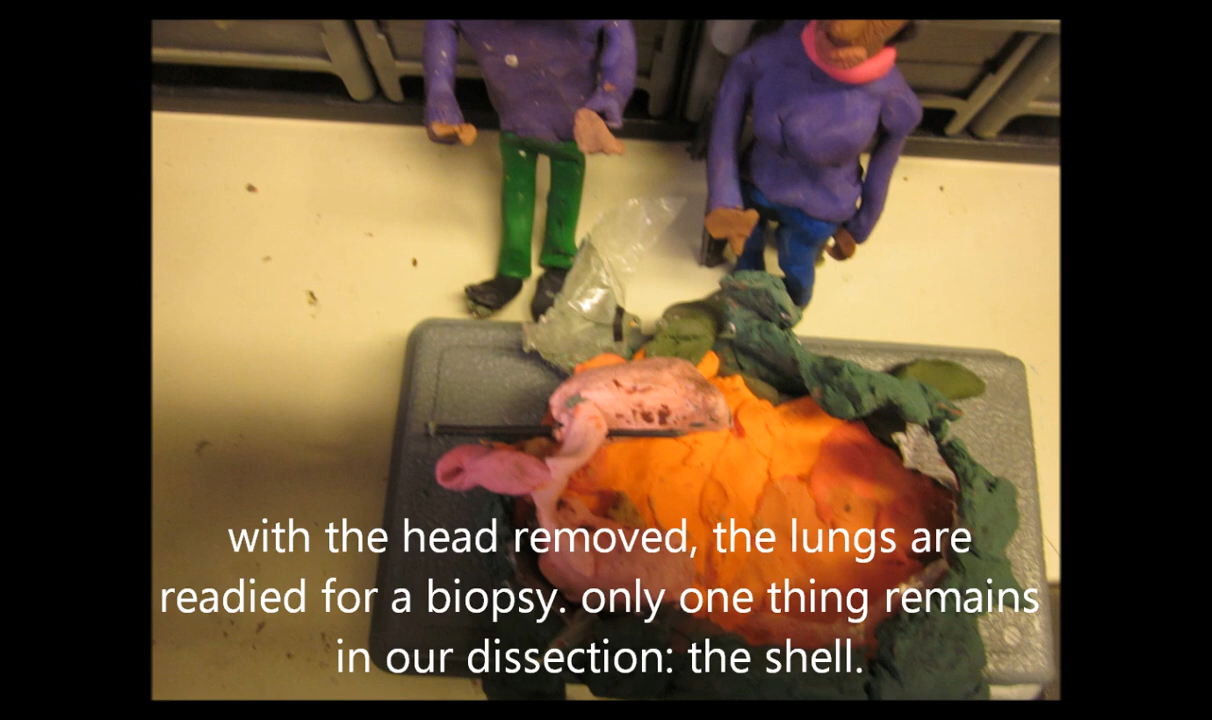 with the head removed, the lungs are
readied for a biopsy. only one thing remains
in our dissection: the shell.